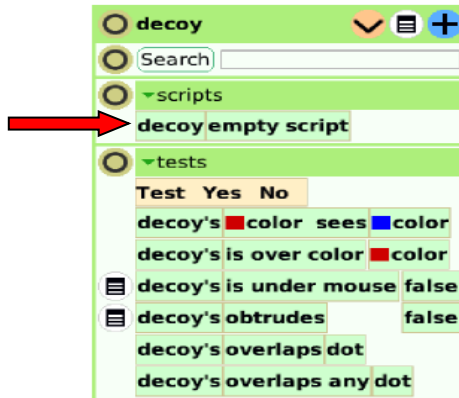 decoy
Search
scripts
decoy empty script
tests
Test Yes No
decoy's color sees color
decoy's is over color color
decoy's is under mouse false
decoy's obtrudes false
decoy's overlaps dot
decoy's overlaps any dot